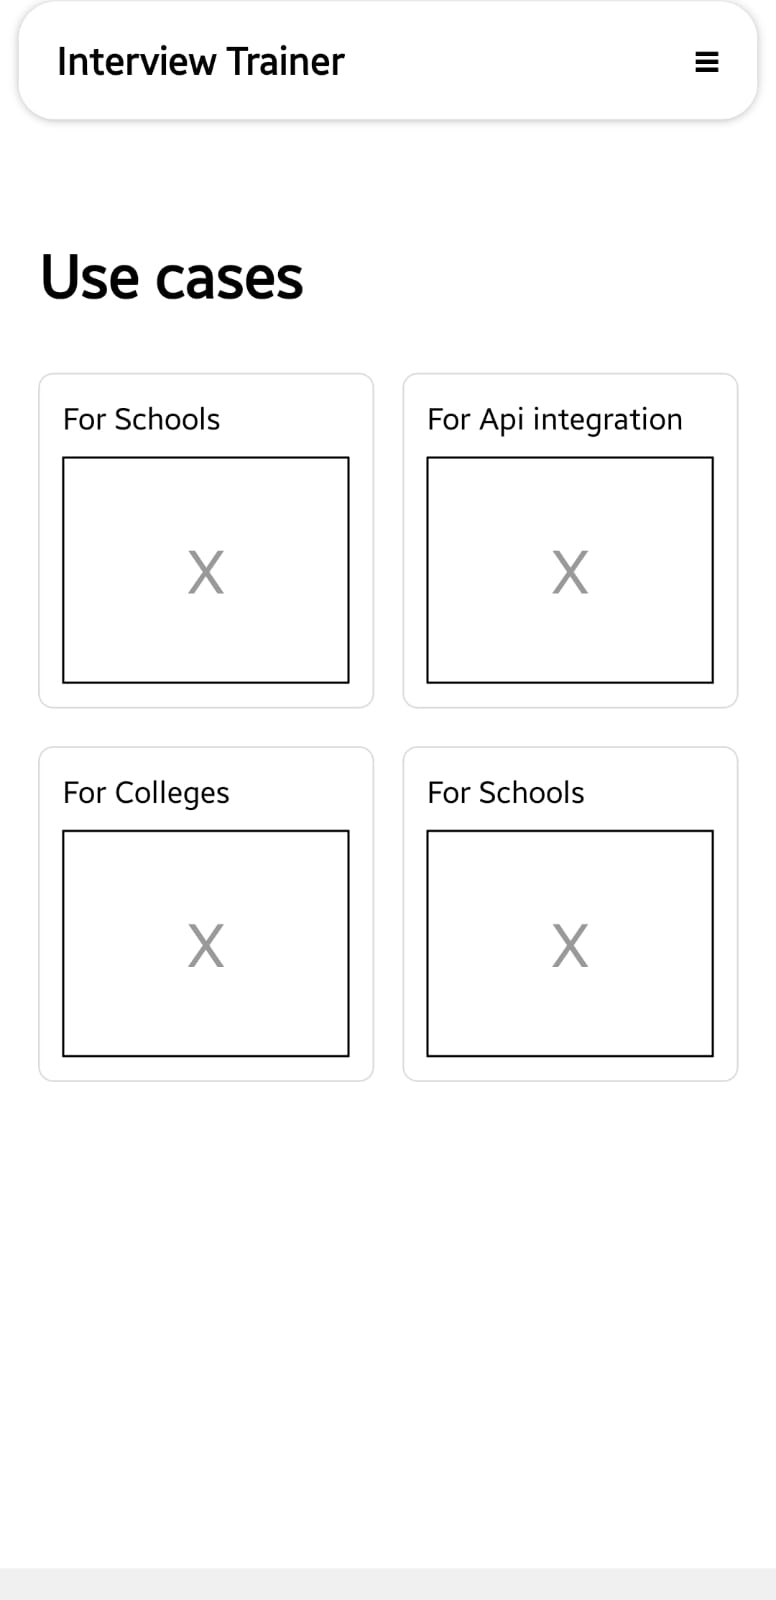 Interview Trainer
Use cases
For Schools
For Api integration
X
X
For Colleges
For Schools
X
X